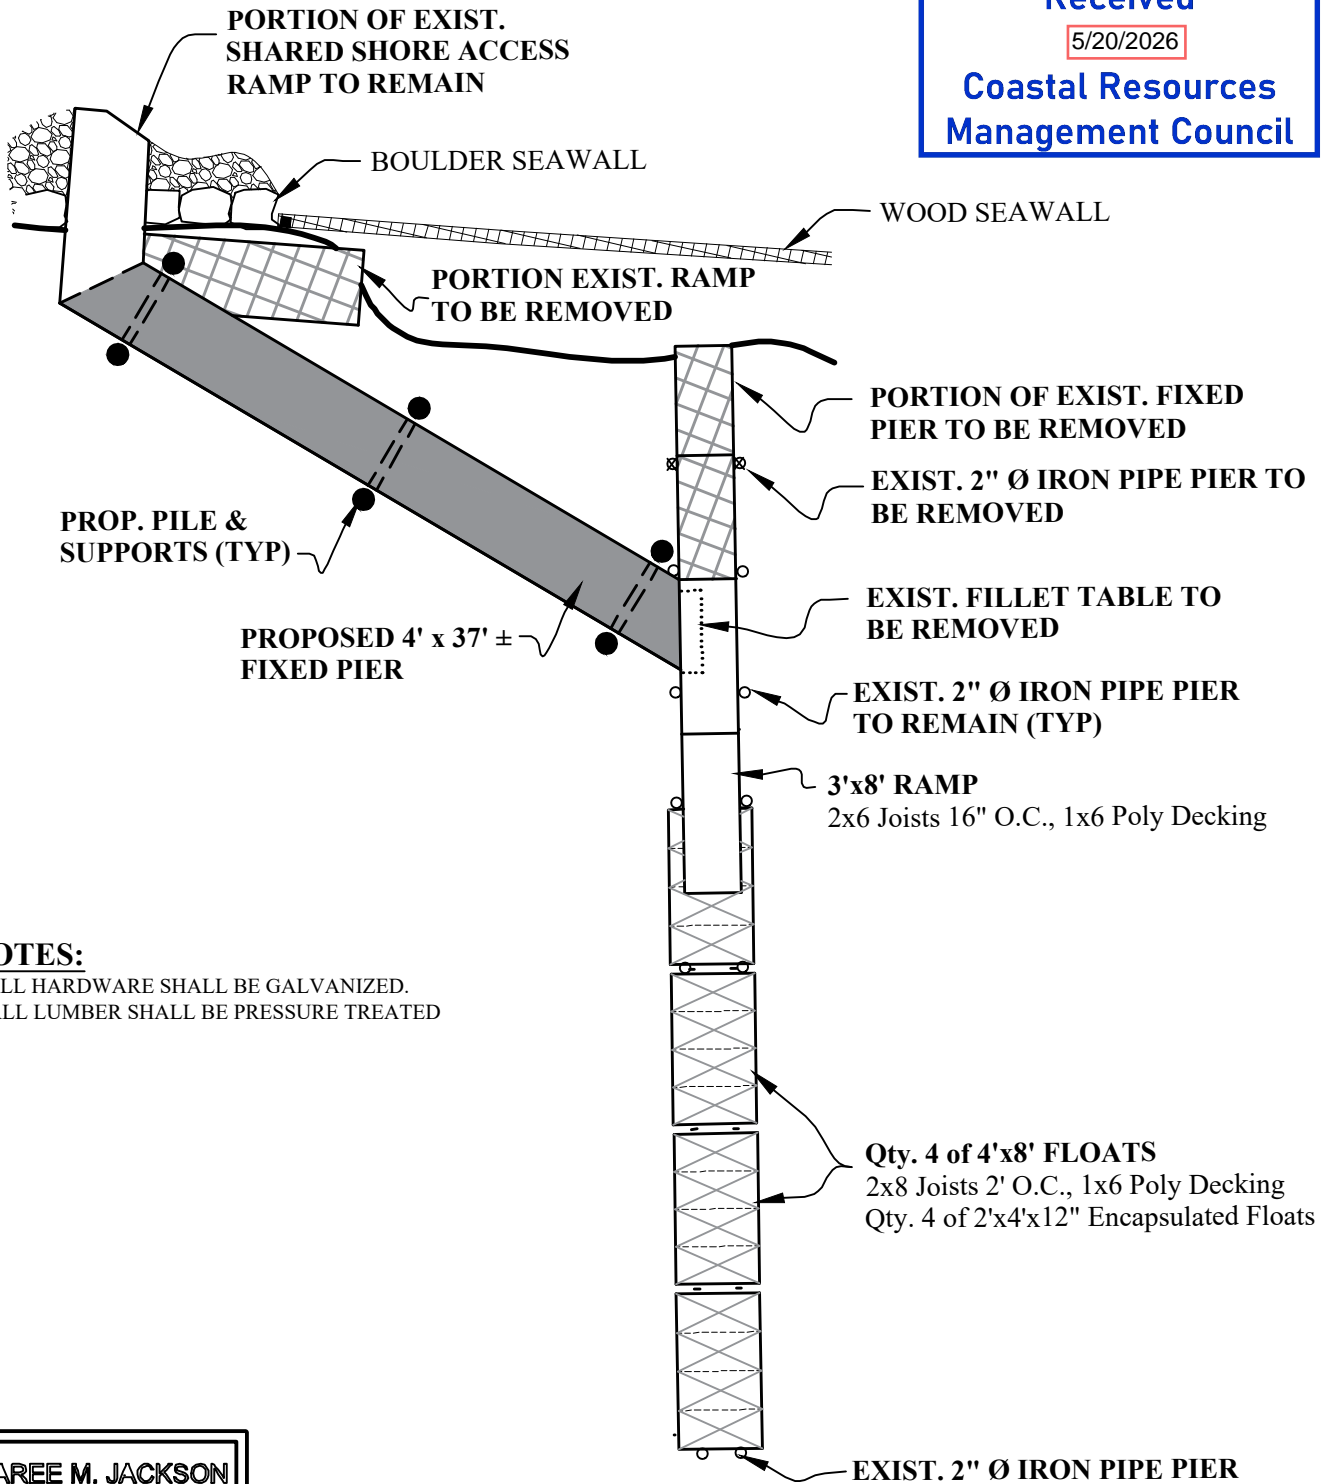 PORTION OF EXIST.
SHARED SHORE ACCESS
RAMP TO REMAIN
Received
5/20/2026
Coastal Resources
Management Council
BOULDER SEAWALL
WOOD SEAWALL
PORTION EXIST. RAMP
TO BE REMOVED
PORTION OF EXIST. FIXED
PIER TO BE REMOVED
EXIST. 2" Ø IRON PIPE PIER TO
BE REMOVED
PROP. PILE &
SUPPORTS (TYP)
EXIST. FILLET TABLE TO
BE REMOVED
PROPOSED 4' x 37' ±
FIXED PIER
EXIST. 2" Ø IRON PIPE PIER
TO REMAIN (TYP)
3'x8' RAMP
2x6 Joists 16" O.C., 1x6 Poly Decking
OTES:
LL HARDWARE SHALL BE GALVANIZED.
ALL LUMBER SHALL BE PRESSURE TREATED
Qty. 4 of 4'x8' FLOATS
2x8 Joists 2' O.C., 1x6 Poly Decking
Qty. 4 of 2'x4'x12" Encapsulated Floats
AREE M. JACKSON
EXIST. 2" Ø IRON PIPE PIER